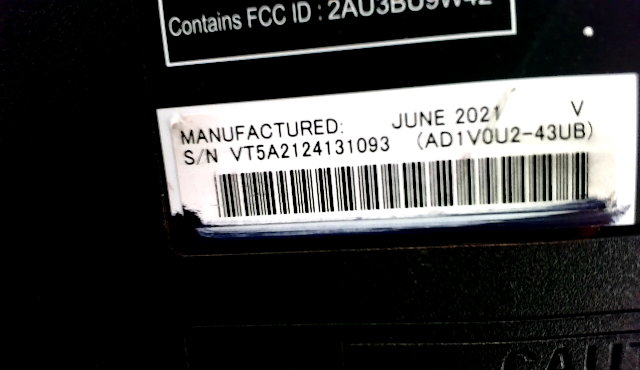 Contains FCC ID : 2AU3BU9W42
MANUFACTURED: JUNE 2021 V
S/N VT5A2124131093 (AD1V0U2-43UB)